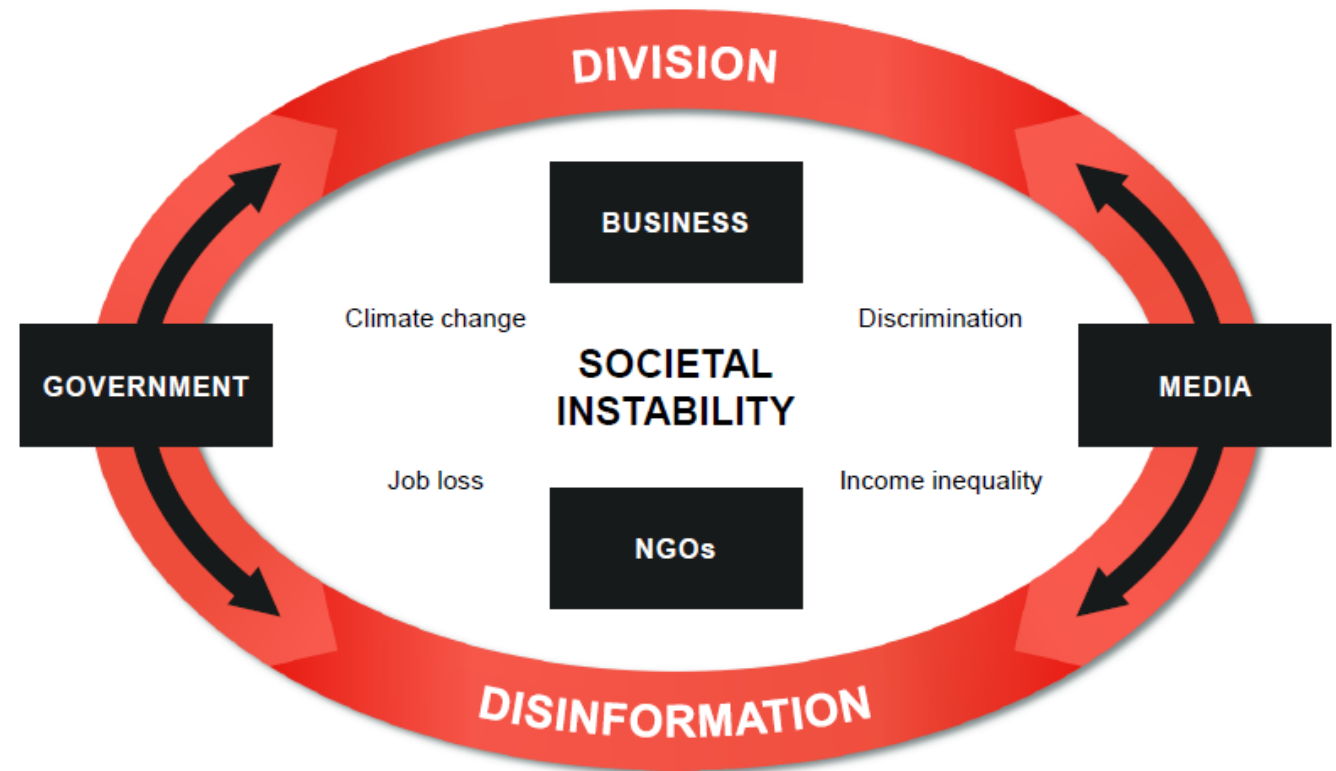 DIVISION
BUSINESS
Climate change
Discrimination
SOCIETAL
INSTABILITY
GOVERNMENT
MEDIA
Job loss
Income inequality
NGOs
DISINFORMATION